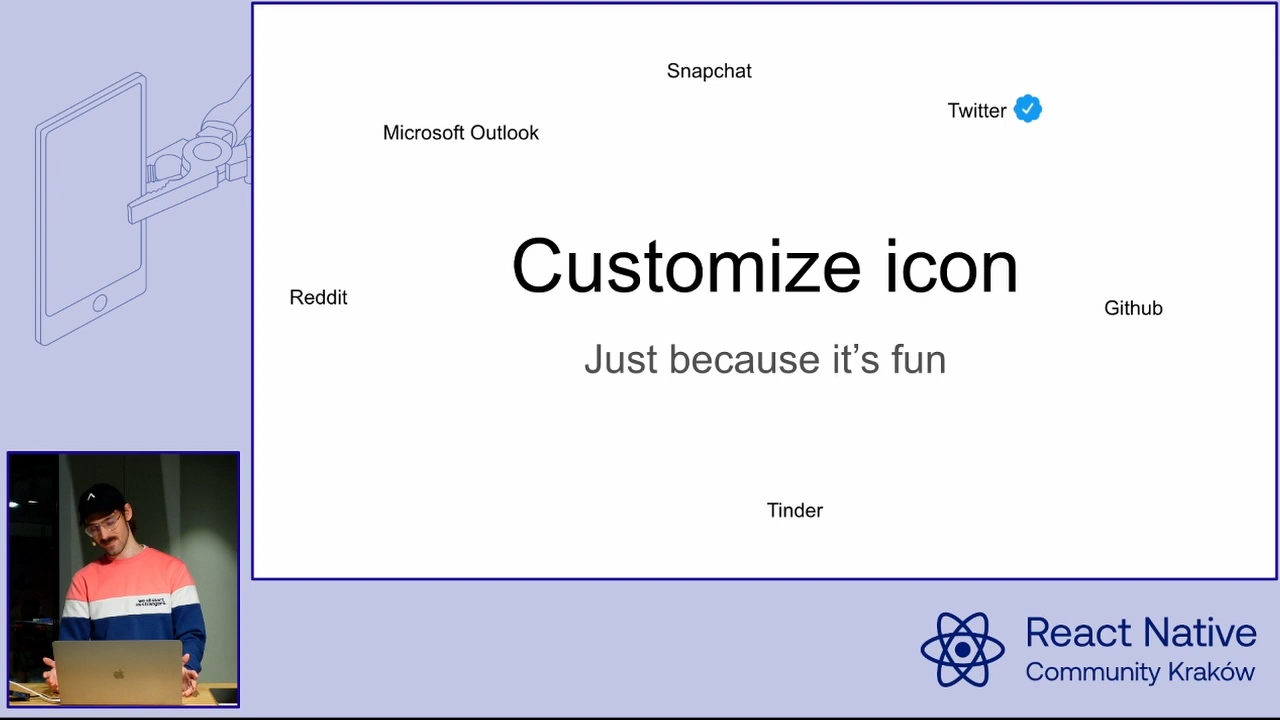 Snapchat
Twitter
Microsoft Outlook
Customize icon
Reddit
Github
Just because it's fun
Tinder
React Native
Community Kraków